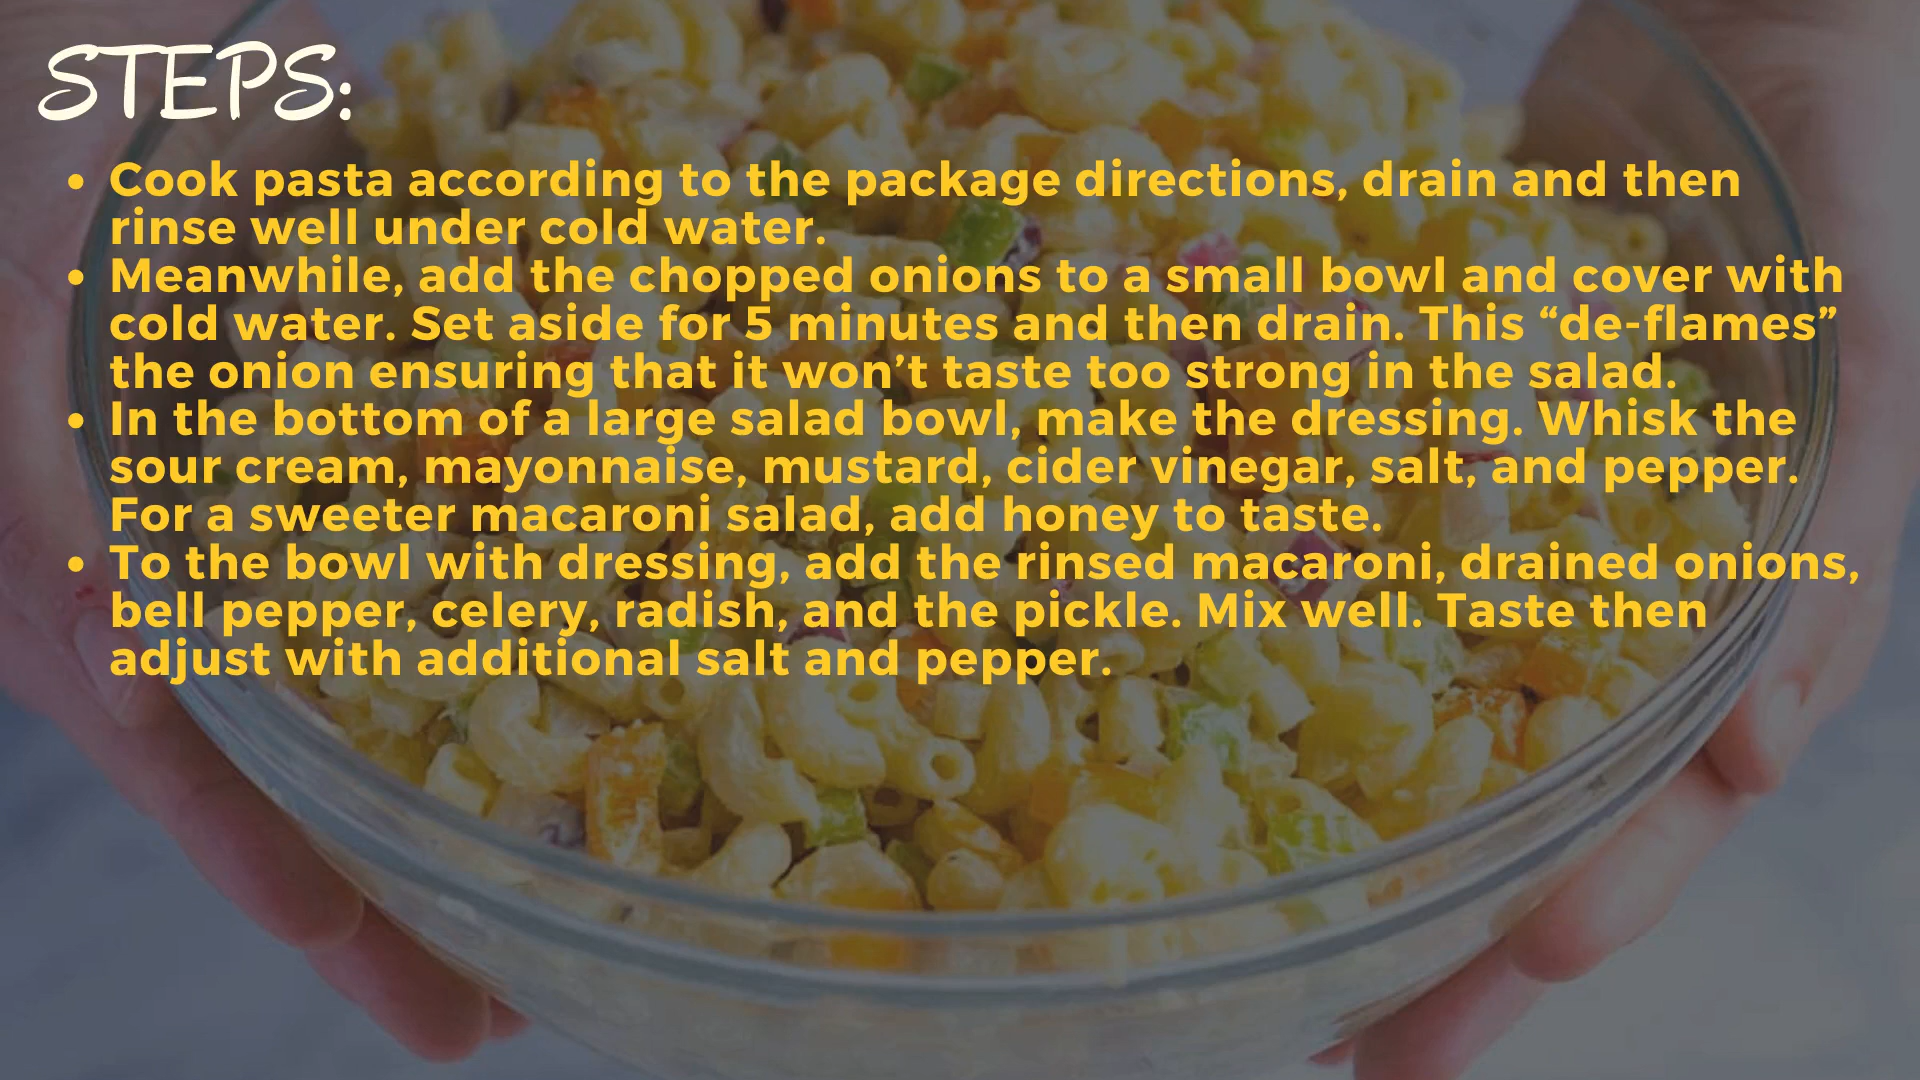 STEPS:
• Cook pasta according to the package directions, drain and then
rinse well under cold water.
• Meanwhile, add the chopped onions to a small bowl and cover with
cold water. Set aside for 5 minutes and then drain. This “de-flames”
the onion ensuring that it won’t taste too strong in the salad.
• In the bottom of a large salad bowl, make the dressing. Whisk the
sour cream, mayonnaise, mustard, cider vinegar, salt, and pepper.
For a sweeter macaroni salad, add honey to taste.
• To the bowl with dressing, add the rinsed macaroni, drained onions,
bell pepper, celery, radish, and the pickle. Mix well. Taste then
adjust with additional salt and pepper.